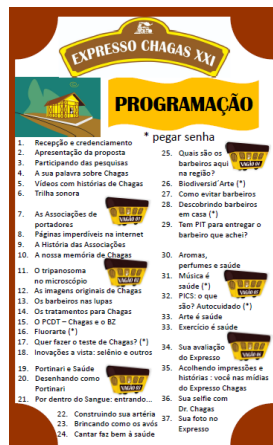 EXPRESSO CHAGAS XXI
PROGRAMAÇÃO
* pegar senha
1. Recepção e credenciamento
2. Apresentação da proposta
3. Participando das pesquisas
4. A sua palavra sobre Chagas
5. Vídeos com histórias de Chagas
6. Trilha sonora
7. As Associações de
portadores
8. Páginas imperdíveis na internet
9. A História das Associações
10. A nossa memória de Chagas
11. O tripanosoma
no microscópio
12. As imagens originais de Chagas
13. Os barbeiros nas lupas
14. Os tratamentos para Chagas
15. O PCDT – Chagas e o BZ
16. Fluorarte (*)
17. Quer fazer o teste de Chagas? (*)
18. Inovações a vista: selênio e outros
19. Portinari e Saúde
20. Desenhando como
Portinari
21. Por dentro do Sangue: entrando...
22. Construindo sua artéria
23. Brincando como os avós
24. Cantar faz bem à saúde
25. Quais são os
barbeiros aqui
na região?
26. Biodiversid´Arte (*)
27. Como evitar barbeiros
28. Descobrindo barbeiros
em casa (*)
29. Tem PIT para entregar o
barbeiro que achei?
30. Aromas,
perfumes e saúde
31. Música é
saúde (*)
32. PICS: o que
são? Autocuidado (*)
33. Arte é saúde
33. Exercício é saúde
34. Sua avaliação
do Expresso
35. Acolhendo impressões e
histórias : você nas mídias
do Expresso Chagas
36. Sua selfie com
Dr. Chagas
37. Sua foto no
Expresso